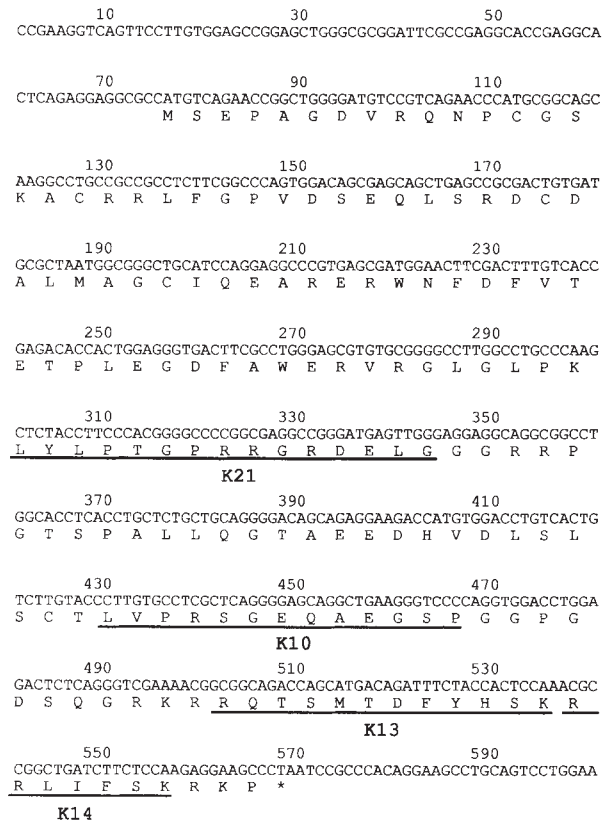 10 30 50
CCGAAGGTCAGTTCCTTGTGGAGCCGGAGCTGGGCGCGGATTCGCCGAGGCACCGAGGCA
70 90 110
CTCAGAGGAGGCGCCATGTCAGAACCGGCTGGGGATGTCCGTCAGAACCCATGCGGCAGC
M S E P A G D V R Q N P C G S
130 150 170
AAGGCCTGCCGCCGCCTCTTCGGCCCAGTGGACAGCGAGCAGCTGAGCCGCGACTGTGAT
K A C R R L F G P V D S E Q L S R D C D
190 210 230
GCGCTAATGGCGGGCTGCATCCAGGAGGCCCGTGAGCGATGGAACTTCGACTTTGTCACC
A L M A G C I Q E A R E R W N F D F V T
250 270 290
GAGACACCACTGGAGGGTGACTTCGCCTGGGAGCGTGTGCGGGGCCTTGGCCTGCCCAAG
E T P L E G D F A W E R V R G L G L P K
310 330 350
CTCTACCTTCCCACGGGGCCCCGGCGAGGCCGGGATGAGTTGGGAGGAGGCAGGCGGCCT
L Y L P T G P R R G R D E L G G G R R P
K21
370 390 410
GGCACCTCACCTGCTCTGCTGCAGGGGACAGCAGAGGAAGACCATGTGGACCTGTCACTG
G T S P A L L Q G T A E E D H V D L S L
430 450 470
TCTTGTACCCTTGTGCCTCGCTCAGGGGAGCAGGCTGAAGGGTCCCCAGGTGGACCTGGA
S C T L V P R S G E Q A E G S P G G P G
K10
490 510 530
GACTCTCAGGGTCGAAAACGGCGGCAGACCAGCATGACAGATTTCTACCACTCCAAACGC
D S Q G R K R R Q T S M T D F Y H S K R
K13
550 570 590
CGGCTGATCTTCTCCAAGAGGAAGCCCTAATCCGCCCACAGGAAGCCTGCAGTCCTGGAA
R L I F S K R K P *
K14